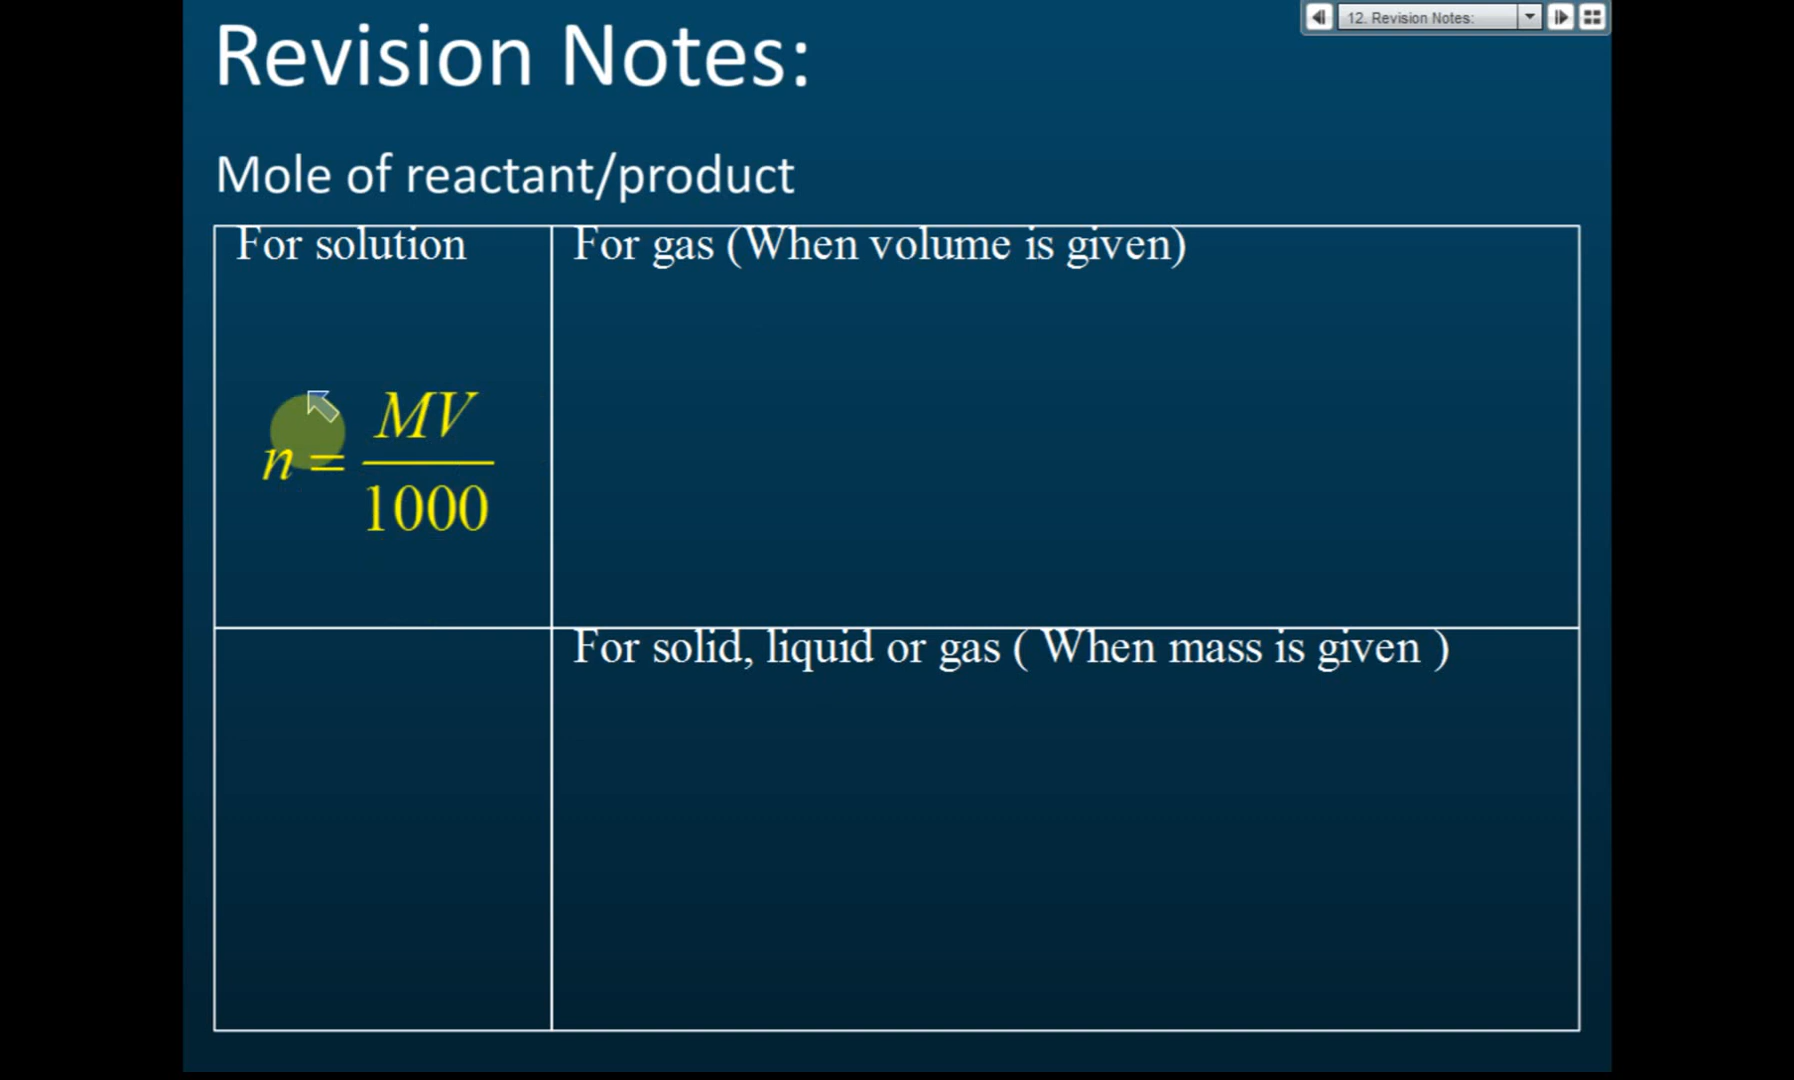 12. Revision Notes:
Revision Notes:
Mole of reactant/product
For solution
For gas (When volume is given)
n = MV/1000
For solid, liquid or gas ( When mass is given )